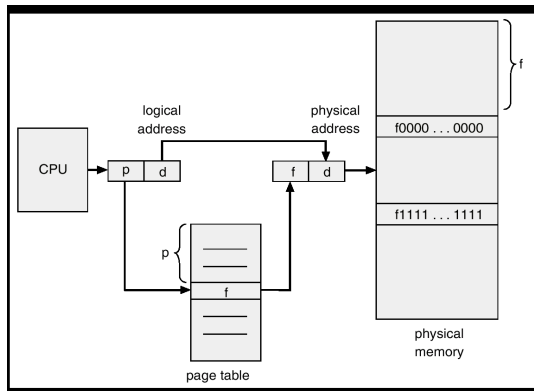 logical
address
physical
address
CPU
p d
f d
f
f0000 . . . 0000
f1111 . . . 1111
p
f
page table
physical
memory